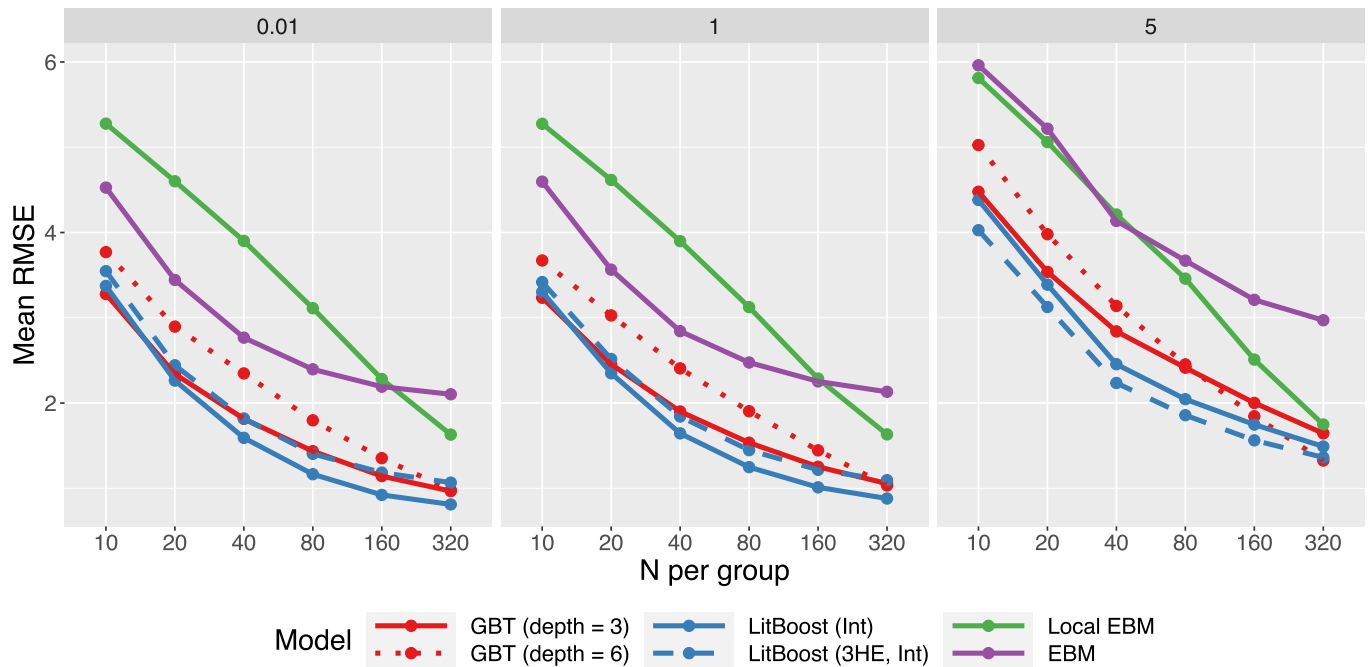 0.01 1 5
6
4
2
Mean RMSE
10 20 40 80 160 320 10 20 40 80 160 320 10 20 40 80 160 320
N per group
Model
GBT (depth = 3) LitBoost (Int) Local EBM
GBT (depth = 6) LitBoost (3HE, Int) EBM